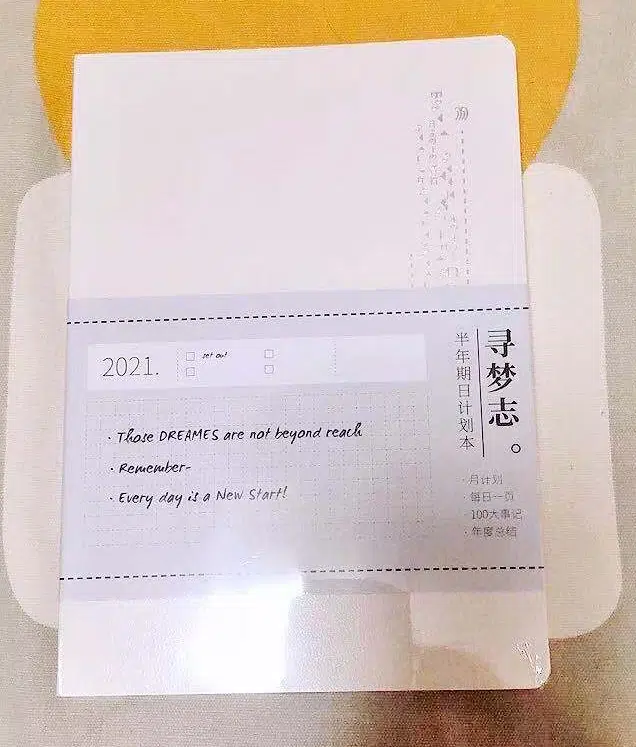 2021.
set out
· Those DREAMES are not beyond reach
· Remember-
· Every day is a New Start!
寻梦志。
半年期日计划本
· 月计划
· 每日一页
· 100大事记
· 年度总结